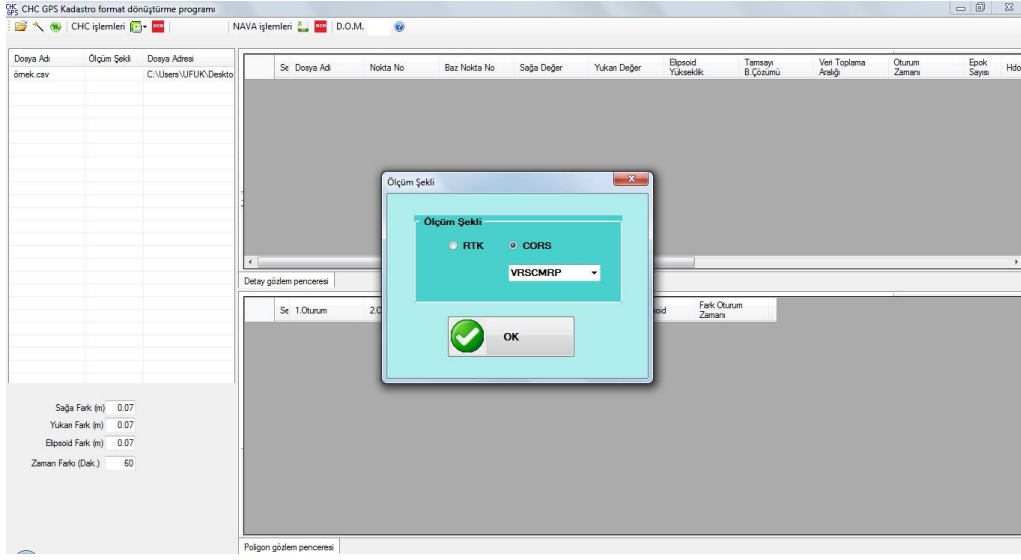 CHC GPS Kadastro format dönüştürme programı
CHC işlemleri NAVA işlemleri D.O.M.
Dosya Adı Ölçüm Şekli Dosya Adresi
örnek.csv C:\Users\UFUK\Deskto
Se Dosya Adı Nokta No Baz Nokta No Sağa Değer Yukarı Değer Elipsoid Yükseklik Tamsayı B.Çözümü Veri Toplama Aralığı Oturum Zamanı Epok Sayısı Hdo
Ölçüm Şekli
Ölçüm Şekli
RTK CORS
VRSCMRP
OK
Detay gözlem penceresi
Se 1.Oturum 2.O soid Fark Oturum Zamanı
Sağa Fark (m) 0.07
Yukarı Fark (m) 0.07
Elipsoid Fark (m) 0.07
Zaman Farkı (Dak.) 60
Poligon gözlem penceresi